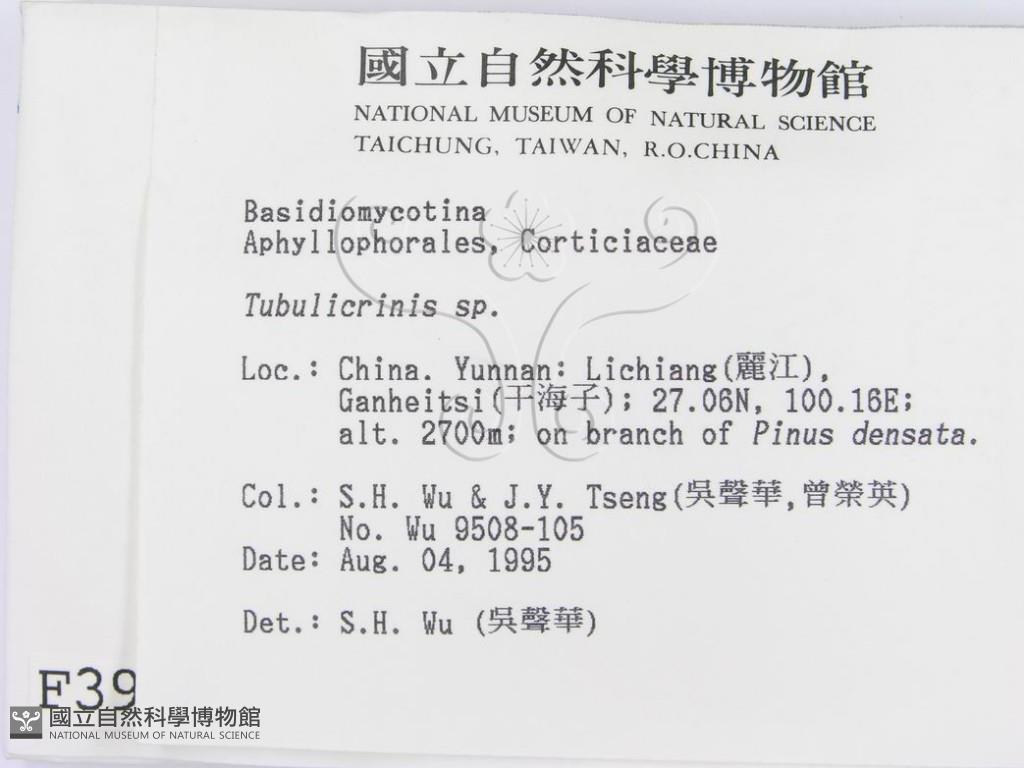 國立自然科學博物館
NATIONAL MUSEUM OF NATURAL SCIENCE
TAICHUNG, TAIWAN, R.O.CHINA
Basidiomycotina
Aphyllophorales, Corticiaceae
Tubulicrinis sp.
Loc.: China. Yunnan: Lichiang(麗江),
Ganheitsi(干海子); 27.06N, 100.16E;
alt. 2700m; on branch of Pinus densata.
Col.: S.H. Wu & J.Y. Tseng(吳聲華,曾榮英)
No. Wu 9508-105
Date: Aug. 04, 1995
Det.: S.H. Wu (吳聲華)
F39
國立自然科學博物館
NATIONAL MUSEUM OF NATURAL SCIENCE